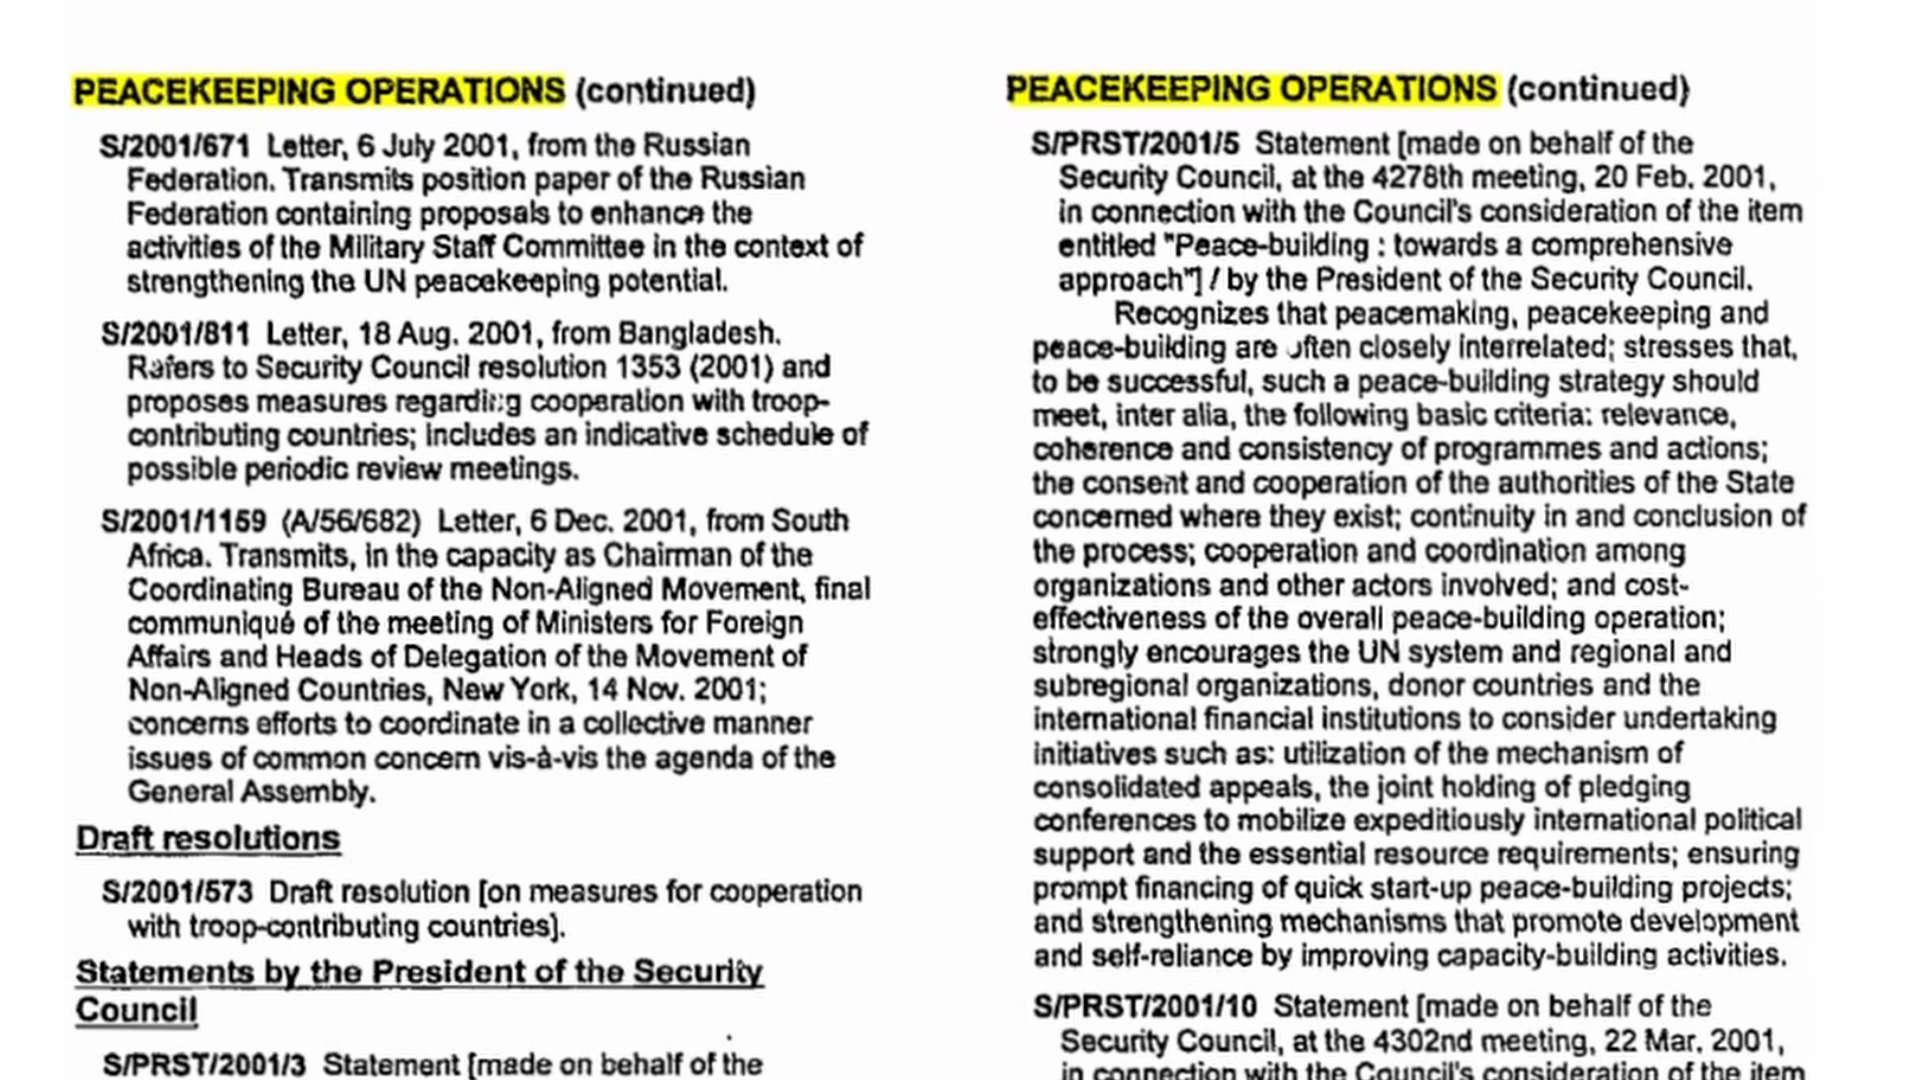 PEACEKEEPING OPERATIONS (continued)
S/2001/671 Letter, 6 July 2001, from the Russian
Federation. Transmits position paper of the Russian
Federation containing proposals to enhance the
activities of the Military Staff Committee in the context of
strengthening the UN peacekeeping potential.
S/2001/811 Letter, 18 Aug. 2001, from Bangladesh.
Refers to Security Council resolution 1353 (2001) and
proposes measures regarding cooperation with troop-
contributing countries; includes an indicative schedule of
possible periodic review meetings.
S/2001/1159 (A/56/682) Letter, 6 Dec. 2001, from South
Africa. Transmits, in the capacity as Chairman of the
Coordinating Bureau of the Non-Aligned Movement, final
communiqué of the meeting of Ministers for Foreign
Affairs and Heads of Delegation of the Movement of
Non-Aligned Countries, New York, 14 Nov. 2001;
concerns efforts to coordinate in a collective manner
issues of common concern vis-à-vis the agenda of the
General Assembly.
Draft resolutions
S/2001/573 Draft resolution [on measures for cooperation
with troop-contributing countries].
Statements by the President of the Security
Council
S/PRST/2001/3 Statement [made on behalf of the
PEACEKEEPING OPERATIONS (continued)
S/PRST/2001/5 Statement [made on behalf of the
Security Council, at the 4278th meeting, 20 Feb. 2001,
in connection with the Council's consideration of the item
entitled "Peace-building : towards a comprehensive
approach"] / by the President of the Security Council.
Recognizes that peacemaking, peacekeeping and
peace-building are often closely interrelated; stresses that,
to be successful, such a peace-building strategy should
meet, inter alia, the following basic criteria: relevance,
coherence and consistency of programmes and actions;
the consent and cooperation of the authorities of the State
concerned where they exist; continuity in and conclusion of
the process; cooperation and coordination among
organizations and other actors involved; and cost-
effectiveness of the overall peace-building operation;
strongly encourages the UN system and regional and
subregional organizations, donor countries and the
international financial institutions to consider undertaking
initiatives such as: utilization of the mechanism of
consolidated appeals, the joint holding of pledging
conferences to mobilize expeditiously international political
support and the essential resource requirements; ensuring
prompt financing of quick start-up peace-building projects;
and strengthening mechanisms that promote development
and self-reliance by improving capacity-building activities.
S/PRST/2001/10 Statement [made on behalf of the
Security Council, at the 4302nd meeting, 22 Mar. 2001,
in connection with the Council's consideration of the item